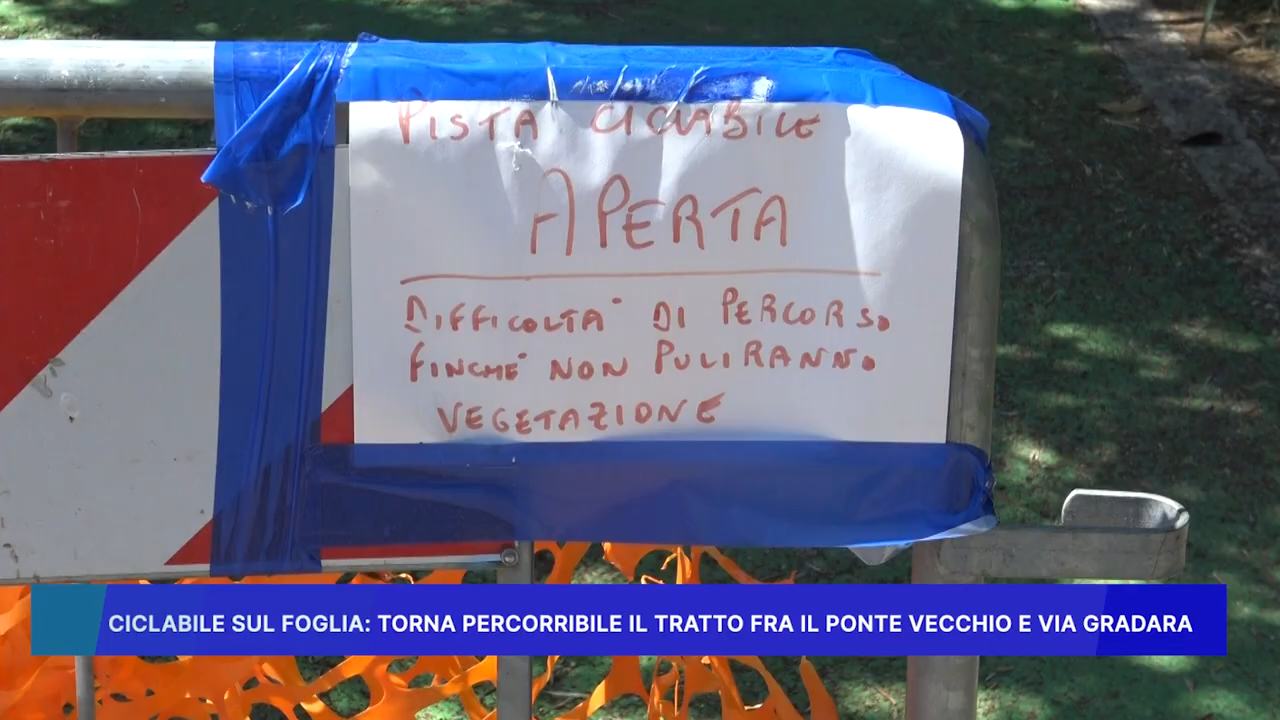 PISTA CICLABILE
APERTA
DIFFICOLTA' DI PERCORSO
FINCHE' NON PULIRANNO
VEGETAZIONE
CICLABILE SUL FOGLIA: TORNA PERCORRIBILE IL TRATTO FRA IL PONTE VECCHIO E VIA GRADARA